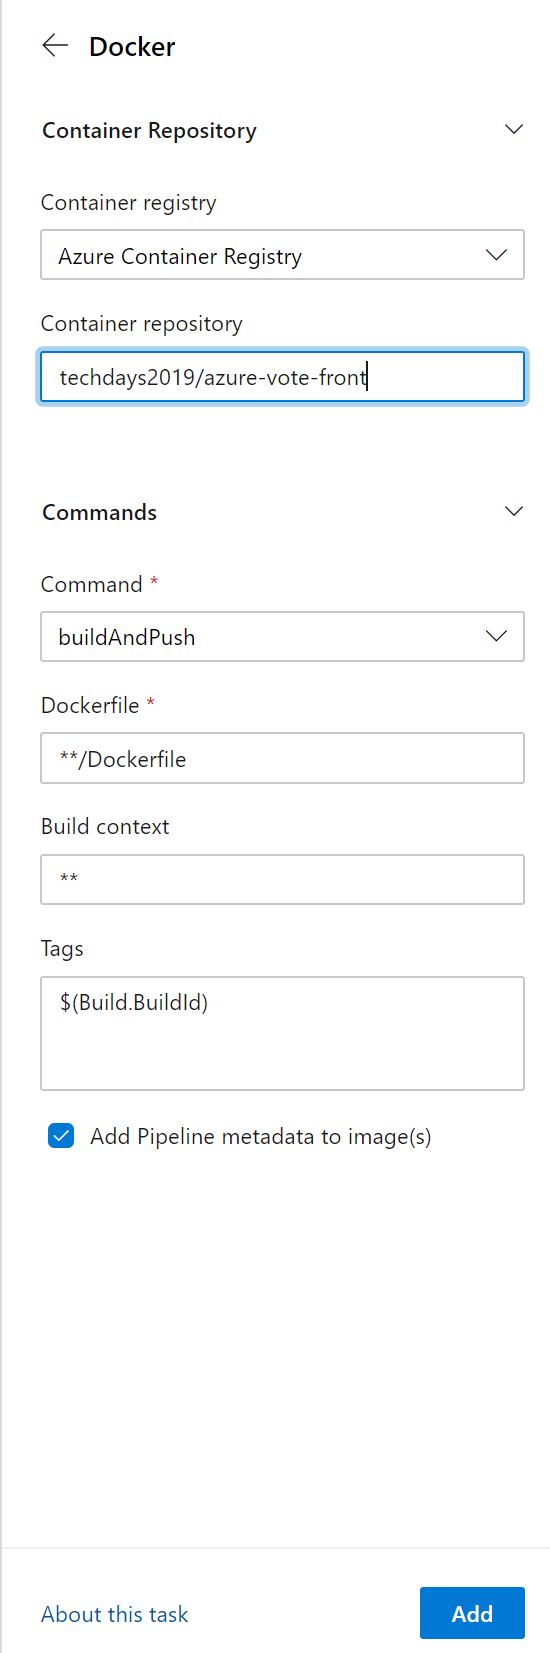 Docker
Container Repository
Container registry
Azure Container Registry
Container repository
techdays2019/azure-vote-front
Commands
Command *
buildAndPush
Dockerfile *
**/Dockerfile
Build context
**
Tags
$(Build.BuildId)
Add Pipeline metadata to image(s)
About this task
Add